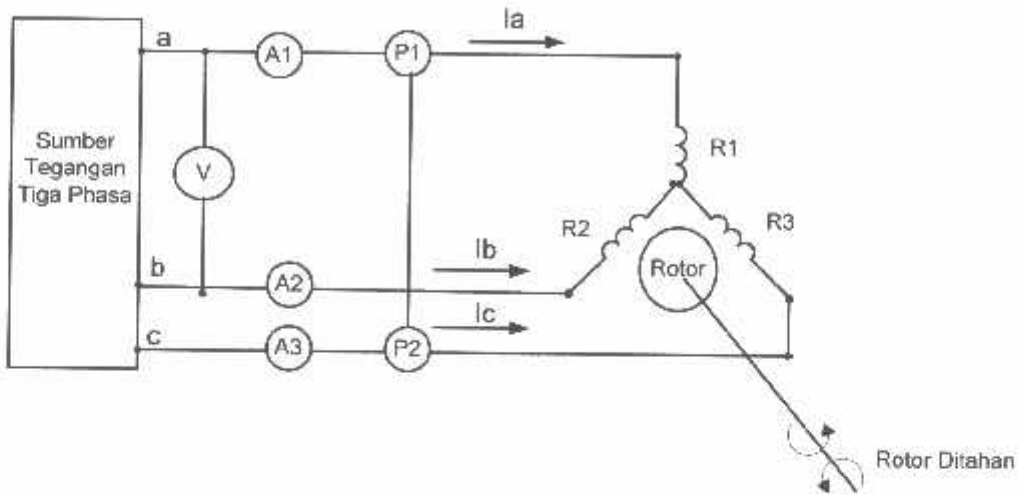 a
A1
P1
Ia
Sumber
Tegangan
Tiga Phasa
V
R1
R2
R3
b
A2
Ib
Rotor
c
A3
P2
Ic
Rotor Ditahan